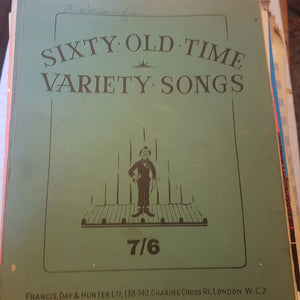 SIXTY · OLD · TIME
VARIETY · SONGS
7/6
FRANCIS, DAY & HUNTER LTD, 138-140, CHARING CROSS RD, LONDON W.C.2